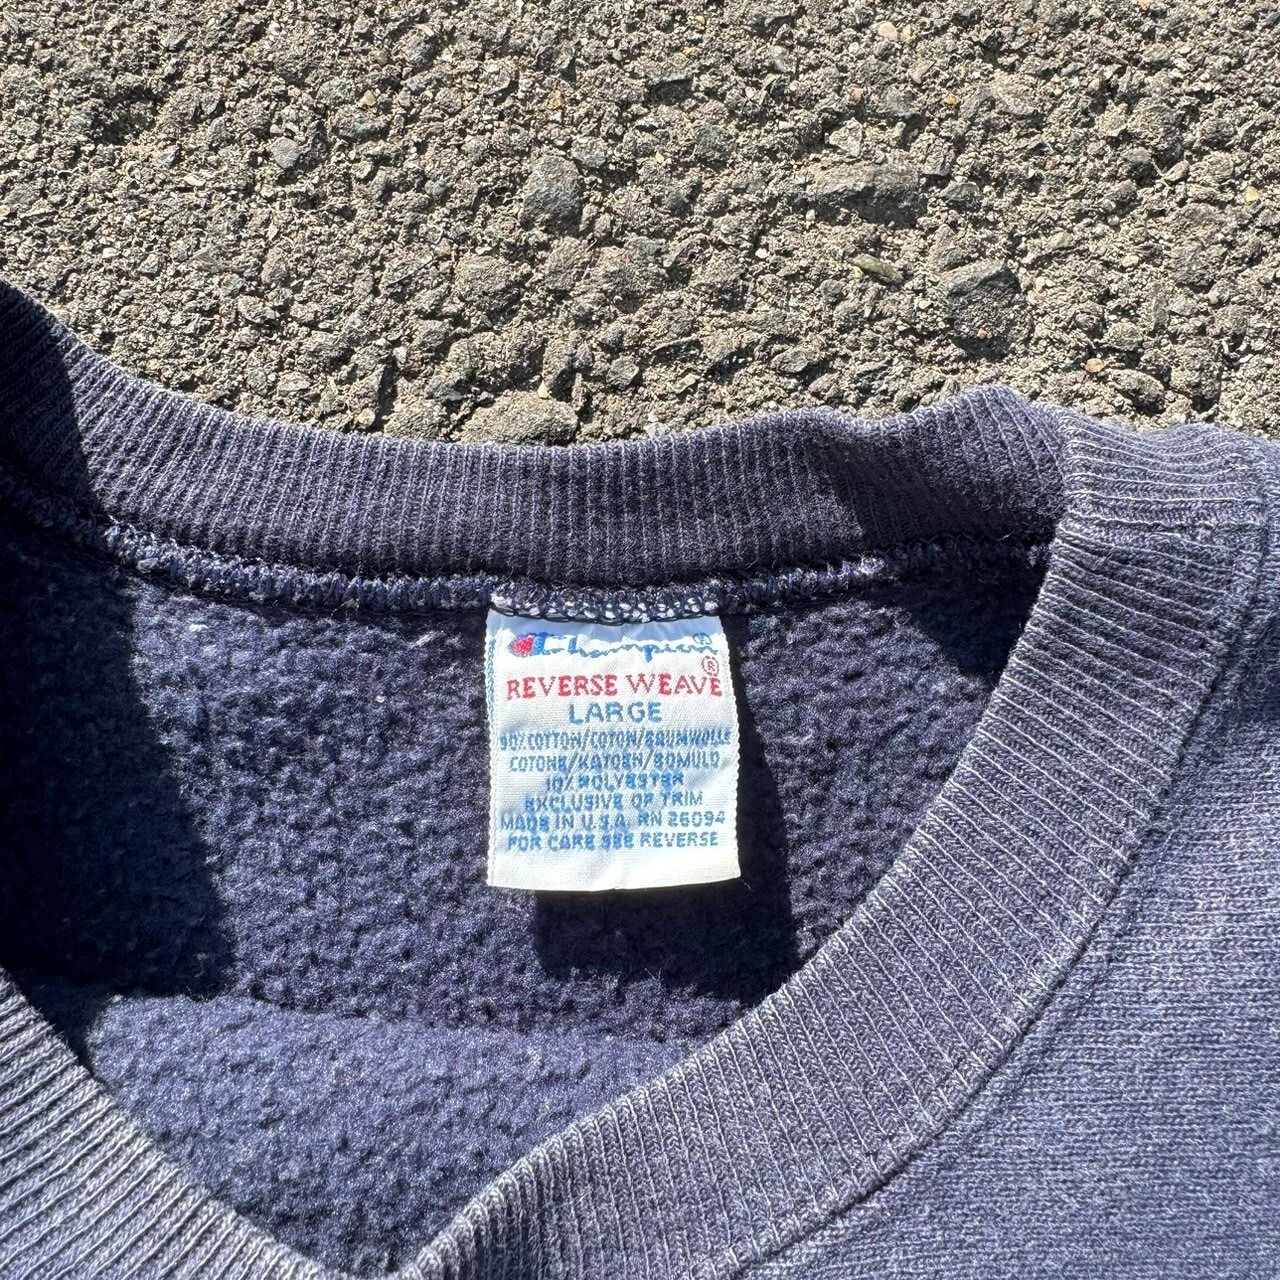 Champion®
REVERSE WEAVE®
LARGE
90% COTTON/COTON/BAUMWOLLE
COTONE/KATOEN/BOMULD
10% POLYESTER
EXCLUSIVE OF TRIM
MADE IN U.S.A. RN 26094
FOR CARE SEE REVERSE